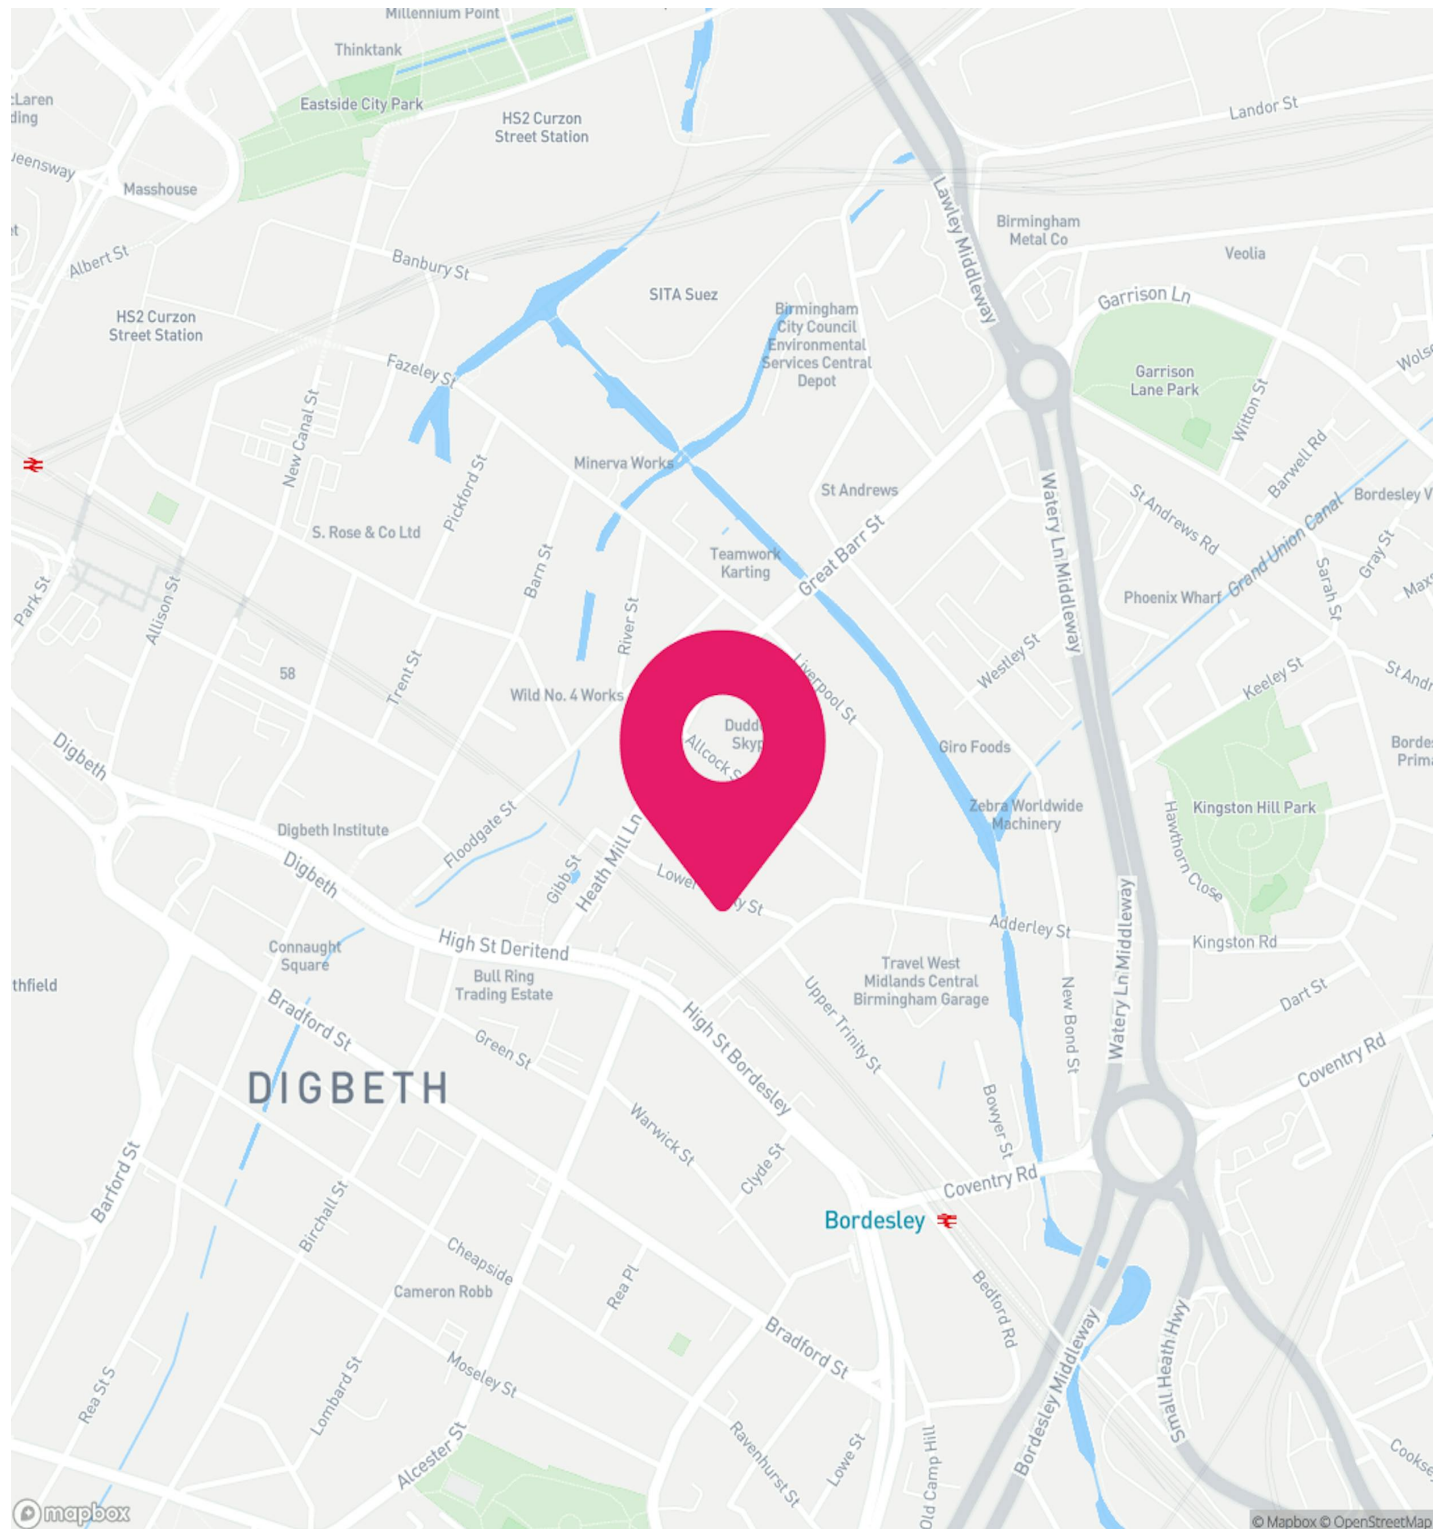 Millennium Point
Thinktank
Eastside City Park
HS2 Curzon
Street Station
Landor St
Masshouse
Albert St
Banbury St
Lawley Middleway
Birmingham
Metal Co
Veolia
HS2 Curzon
Street Station
SITA Suez
Garrison Ln
Birmingham
City Council
Environmental
Services Central
Depot
Fazeley St
Garrison
Lane Park
Witton St
New Canal St
Pickford St
Minerva Works
St Andrews
Barwell Rd
S. Rose & Co Ltd
Watery Ln Middleway
St Andrews Rd
Grand Union Canal
Gray St
Barn St
Teamwork
Karting
Great Barr St
Sarah St
Phoenix Wharf
Park St
Allison St
River St
58
Trent St
Westley St
Keeley St
Wild No. 4 Works
Liverpool St
Allcock
Giro Foods
Digbeth
Zebra Worldwide
Machinery
Kingston Hill Park
Hawthorn Close
Digbeth Institute
Floodgate St
Digbeth
Gibb St
Heath Mill Ln
Lower
St
Adderley St
Kingston Rd
Connaught
Square
High St Deritend
Bull Ring
Trading Estate
Travel West
Midlands Central
Birmingham Garage
Watery Ln Middleway
Bradford St
Upper Trinity St
New Bond St
Dart St
Green St
High St Bordesley
Coventry Rd
DIGBETH
Warwick St
Bowyer St
Clyde St
Barford St
Coventry Rd
Birchall St
Bordesley
Cheapside
Rea Pl
Cameron Robb
Bedford Rd
Bradford St
Bordesley Middleway
Small Heath Hwy
Moseley St
Rea St S
Lombard St
Alcester St
Ravenhurst St
Lowe St
Old Camp Hill
mapbox
© Mapbox © OpenStreetMap